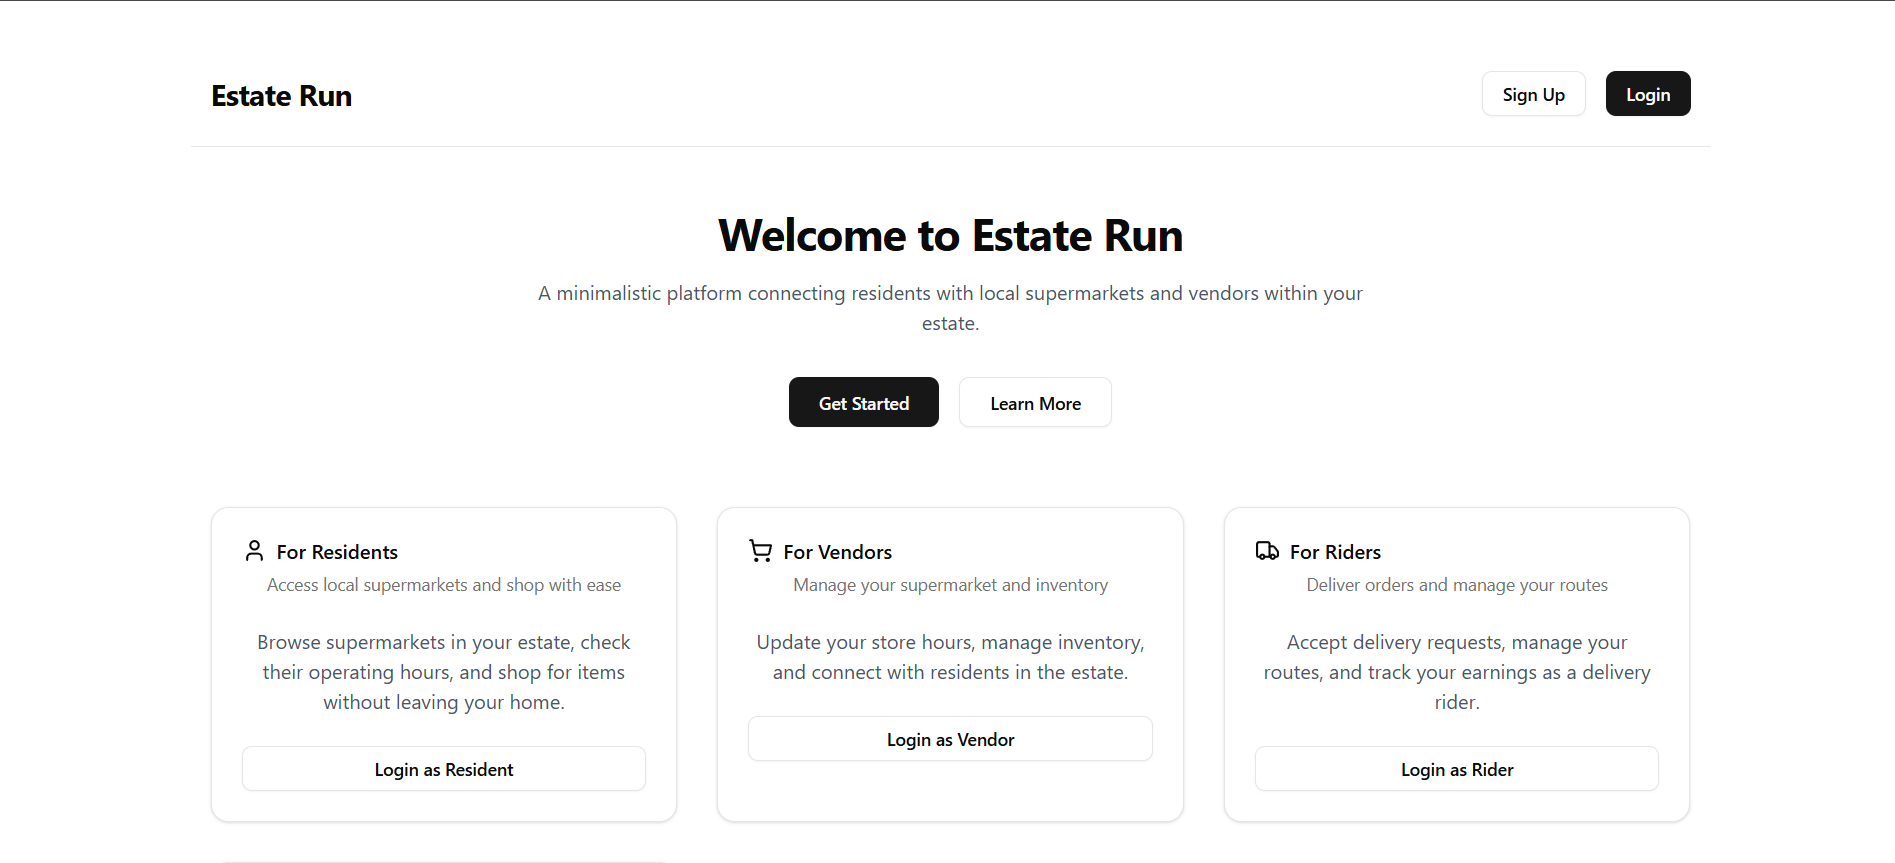 Estate Run
Sign Up
Login
Welcome to Estate Run
A minimalistic platform connecting residents with local supermarkets and vendors within your
estate.
Get Started
Learn More
For Residents
Access local supermarkets and shop with ease
Browse supermarkets in your estate, check
their operating hours, and shop for items
without leaving your home.
Login as Resident
For Vendors
Manage your supermarket and inventory
Update your store hours, manage inventory,
and connect with residents in the estate.
Login as Vendor
For Riders
Deliver orders and manage your routes
Accept delivery requests, manage your
routes, and track your earnings as a delivery
rider.
Login as Rider